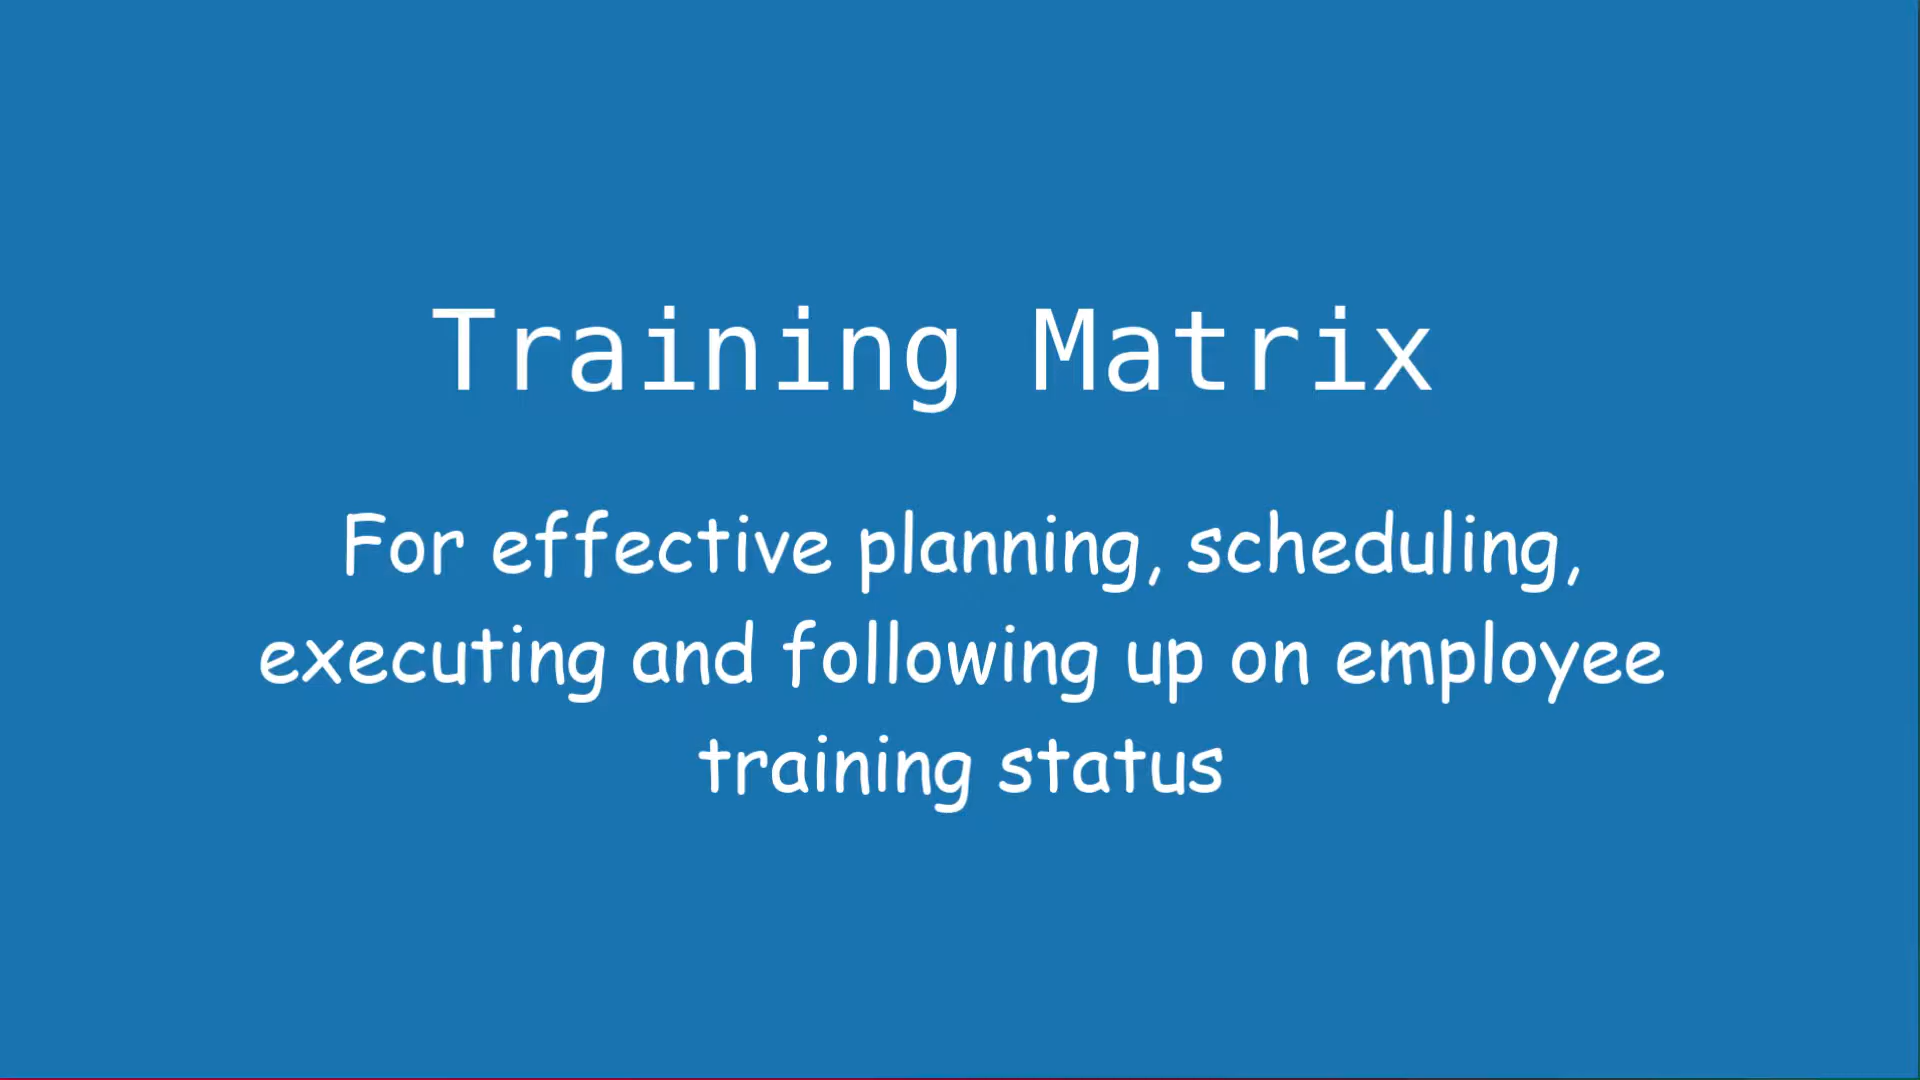 Training Matrix
For effective planning, scheduling,
executing and following up on employee
training status